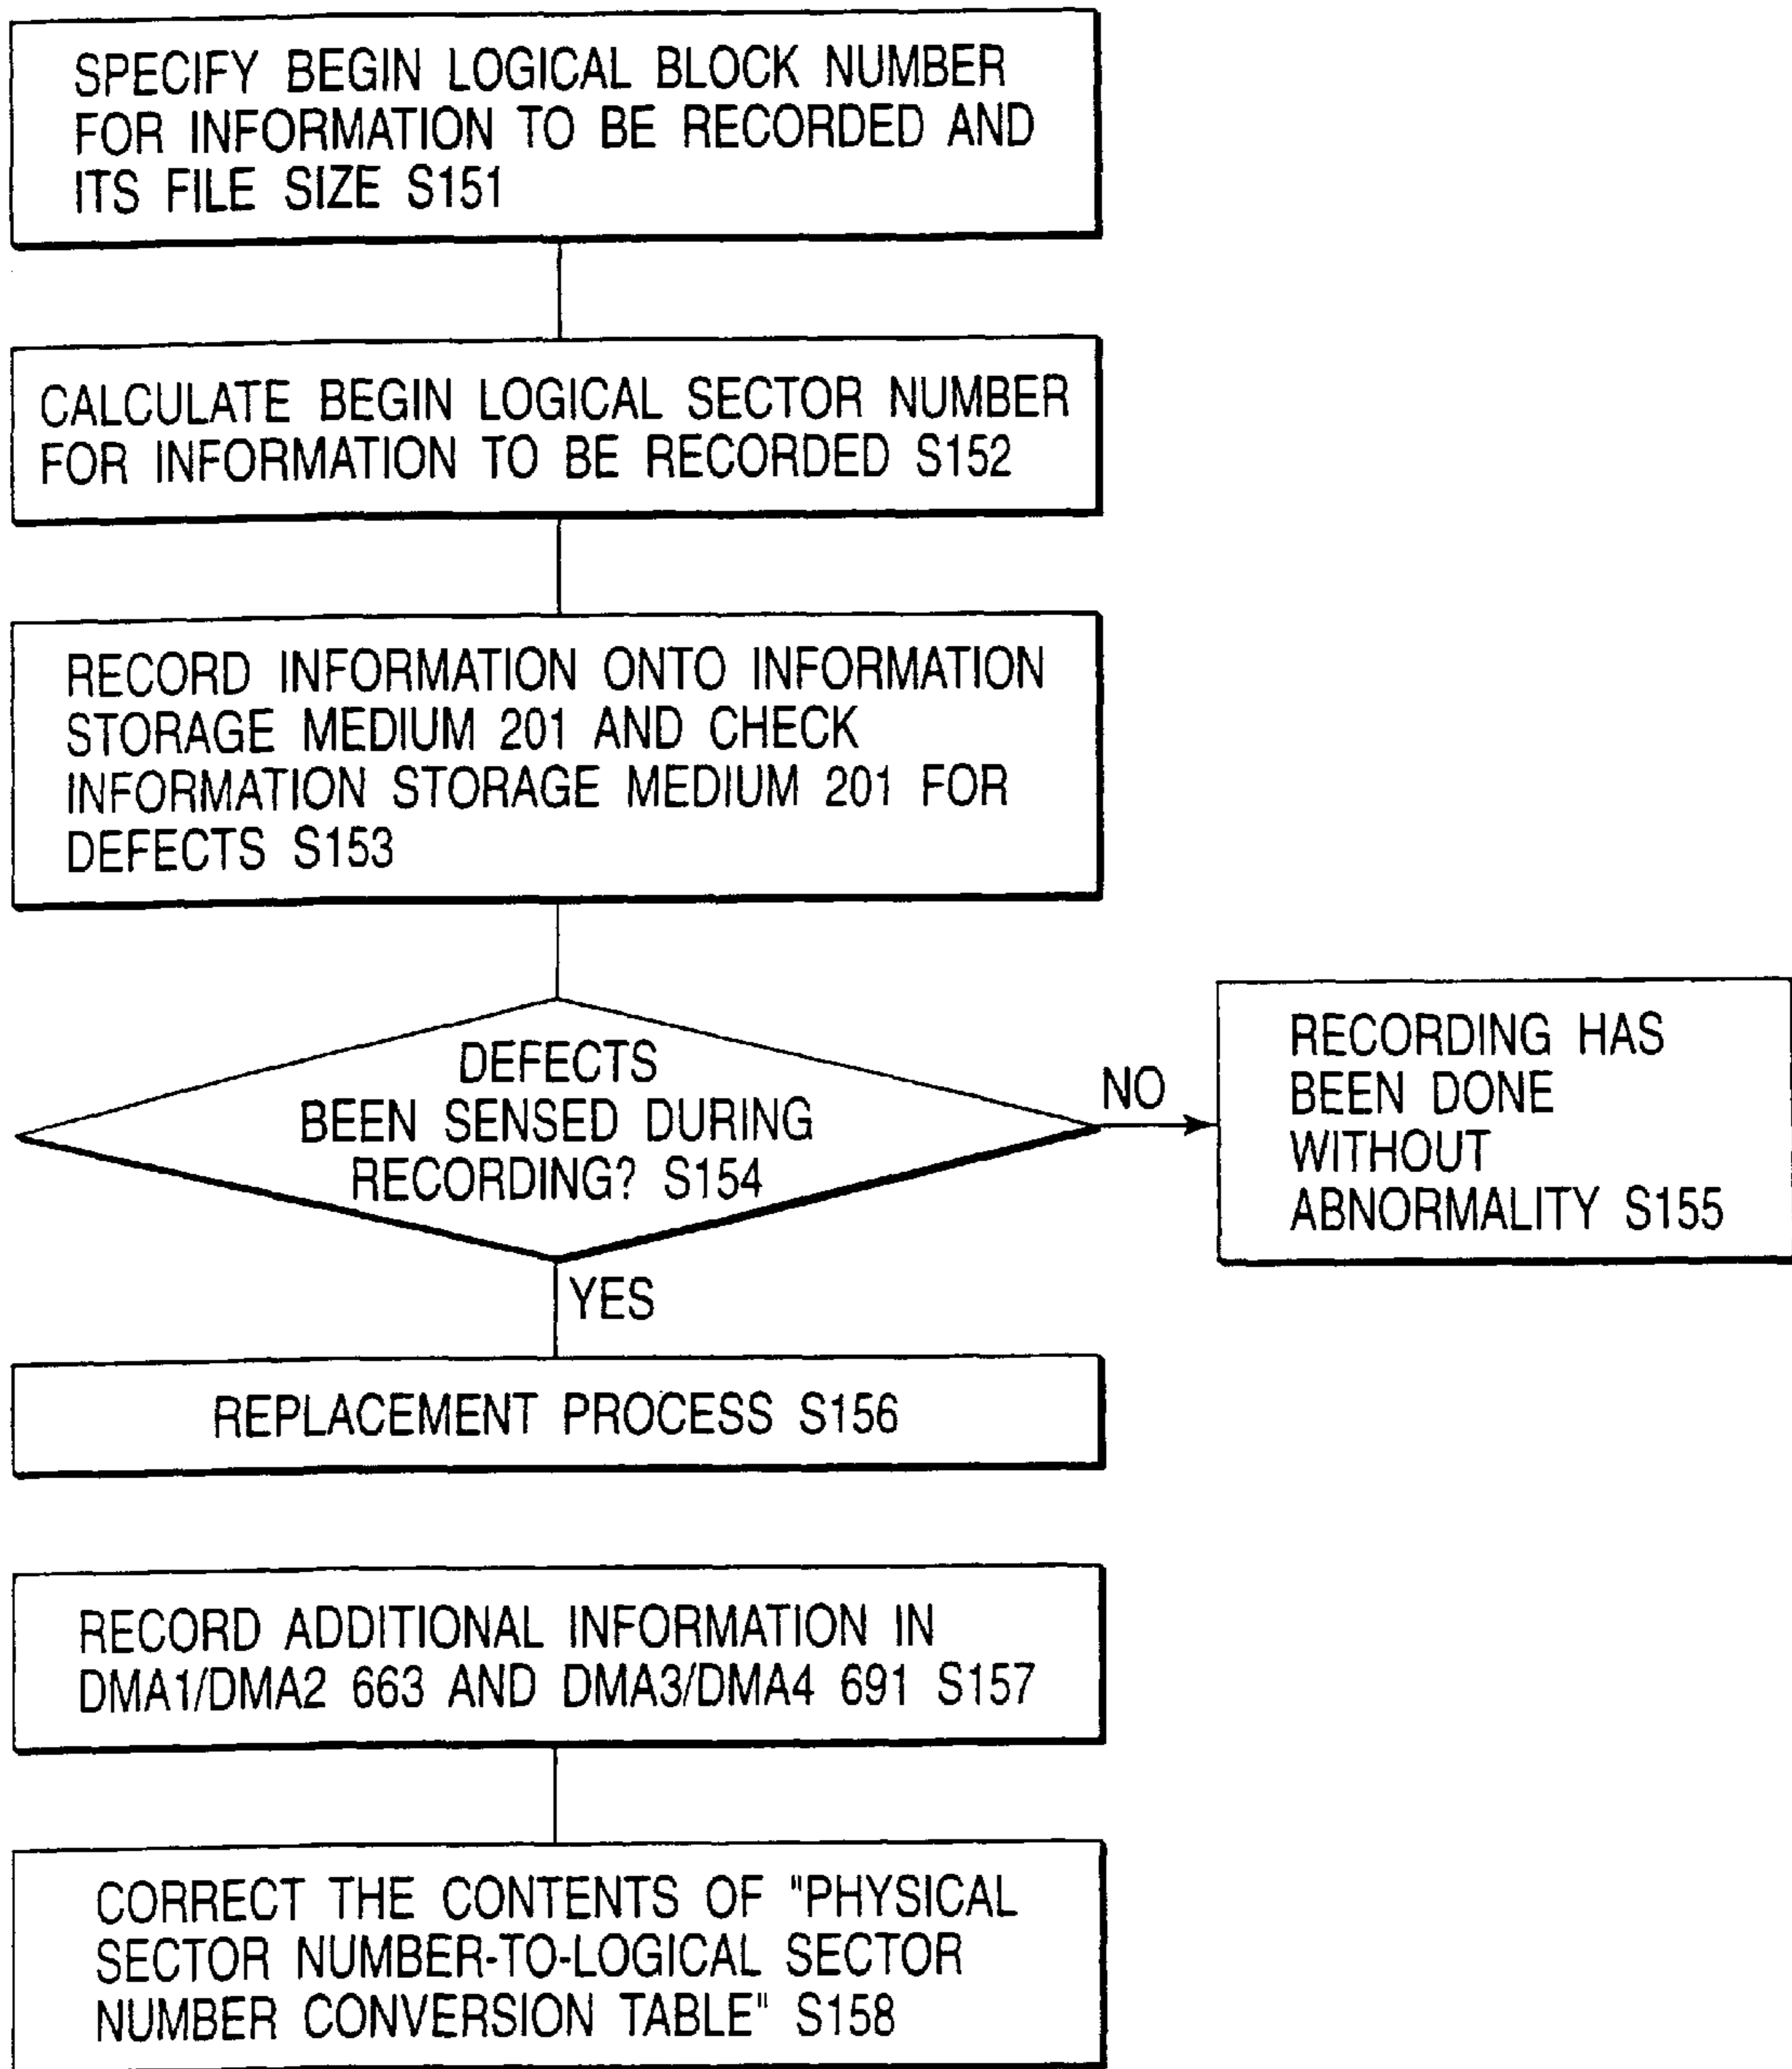 SPECIFY BEGIN LOGICAL BLOCK NUMBER
FOR INFORMATION TO BE RECORDED AND
ITS FILE SIZE S151
CALCULATE BEGIN LOGICAL SECTOR NUMBER
FOR INFORMATION TO BE RECORDED S152
RECORD INFORMATION ONTO INFORMATION
STORAGE MEDIUM 201 AND CHECK
INFORMATION STORAGE MEDIUM 201 FOR
DEFECTS S153
DEFECTS
BEEN SENSED DURING
RECORDING? S154
NO
RECORDING HAS
BEEN DONE
WITHOUT
ABNORMALITY S155
YES
REPLACEMENT PROCESS S156
RECORD ADDITIONAL INFORMATION IN
DMA1/DMA2 663 AND DMA3/DMA4 691 S157
CORRECT THE CONTENTS OF "PHYSICAL
SECTOR NUMBER-TO-LOGICAL SECTOR
NUMBER CONVERSION TABLE" S158